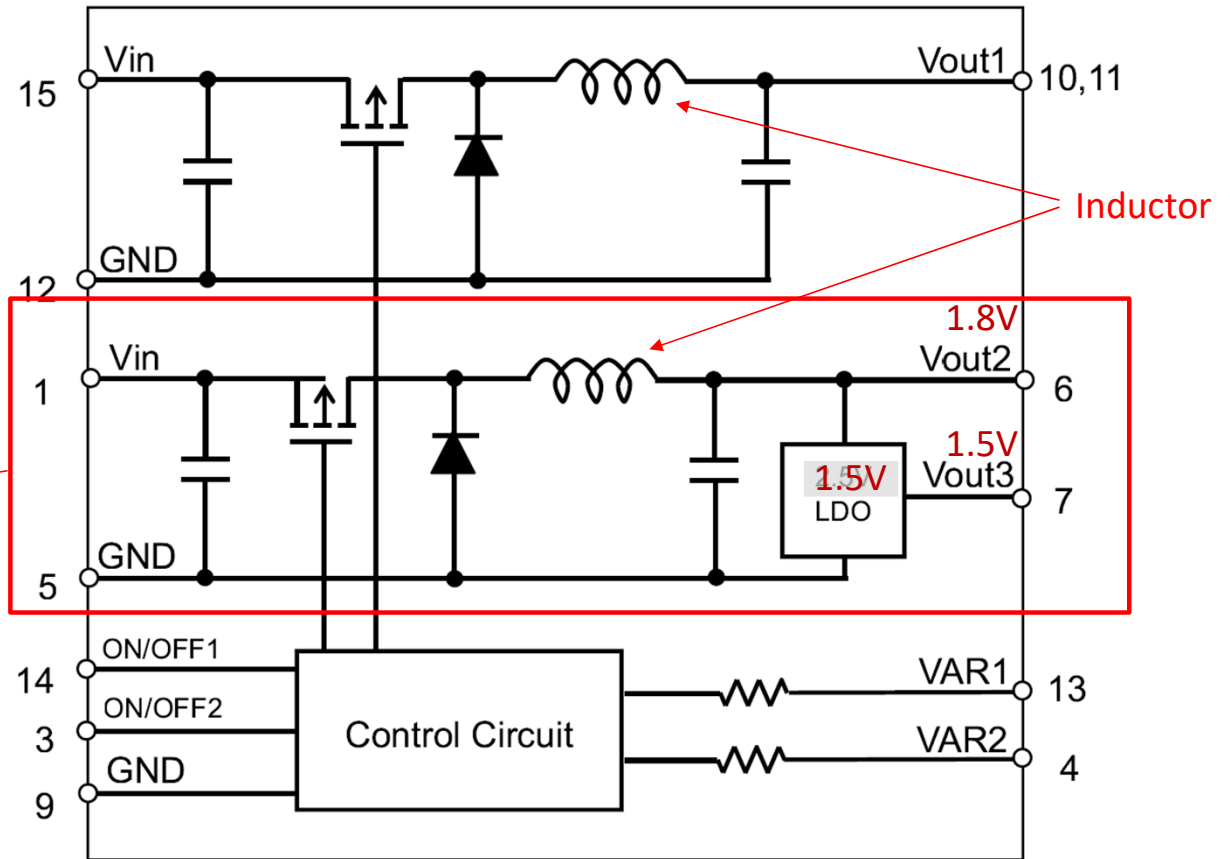 Vin
Vout1
15
10,11
Inductor
GND
12
1.8V
Vin
Vout2
1
6
1.5V
1.5V
Vout3
LDO
7
GND
5
ON/OFF1
14
VAR1
13
ON/OFF2
3
Control Circuit
VAR2
4
GND
9